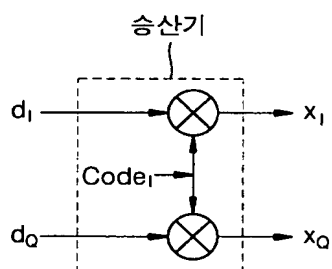 승산기
d_I
x_I
Code_I
d_Q
x_Q